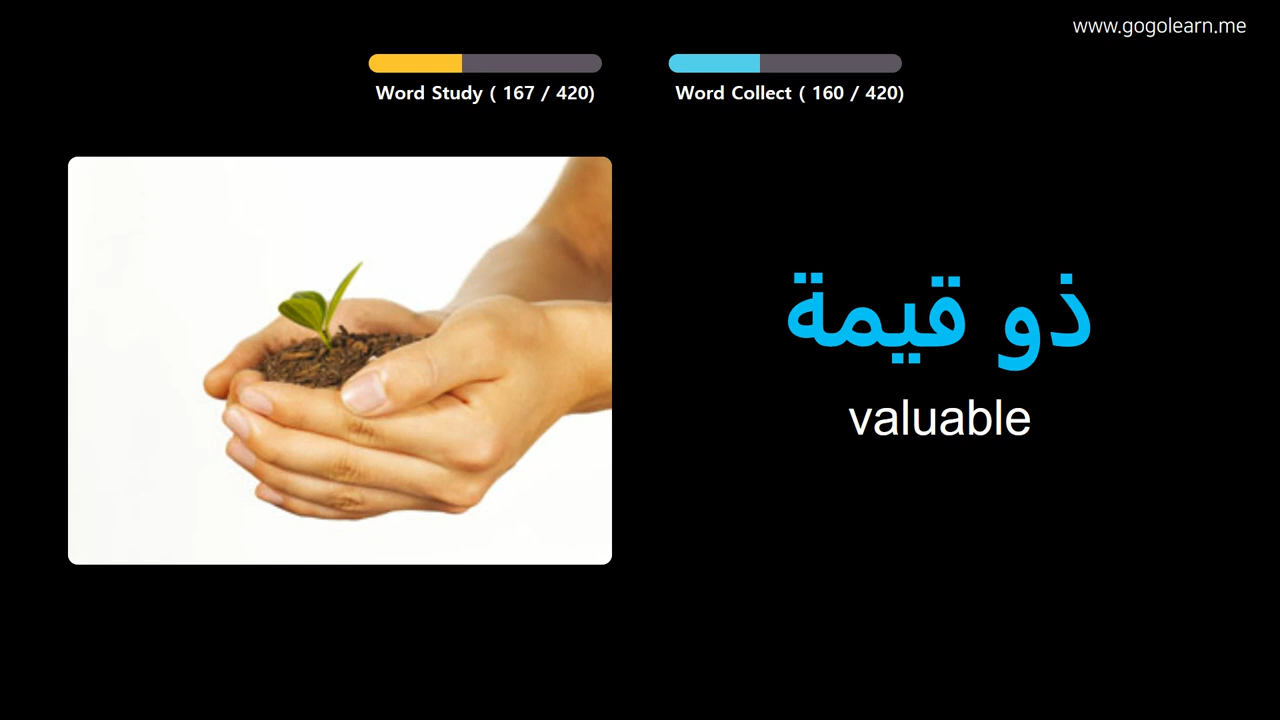 www.gogolearn.me
Word Study ( 167 / 420)
Word Collect ( 160 / 420)
ذو قيمة
valuable